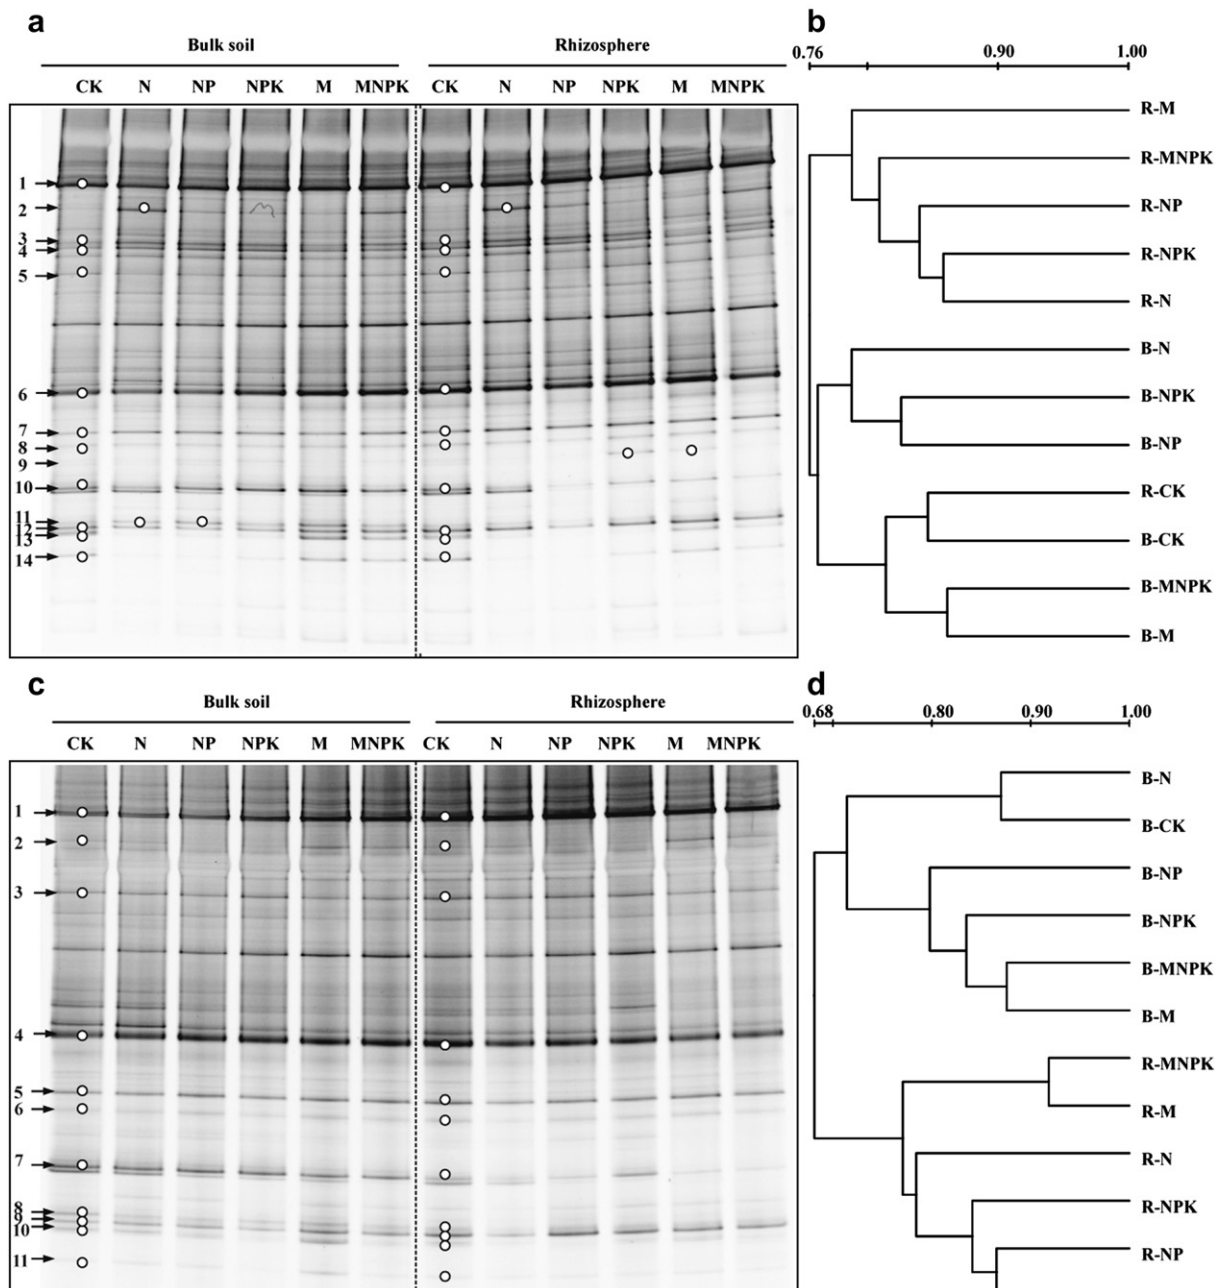 a
Bulk soil Rhizosphere
CK N NP NPK M MNPK CK N NP NPK M MNPK
1
2
3
4
5
6
7
8
9
10
11
12
13
14
b
0.76 0.90 1.00
R-M
R-MNPK
R-NP
R-NPK
R-N
B-N
B-NPK
B-NP
R-CK
B-CK
B-MNPK
B-M
c
Bulk soil Rhizosphere
CK N NP NPK M MNPK CK N NP NPK M MNPK
1
2
3
4
5
6
7
8
9
10
11
d
0.68 0.80 0.90 1.00
B-N
B-CK
B-NP
B-NPK
B-MNPK
B-M
R-MNPK
R-M
R-N
R-NPK
R-NP